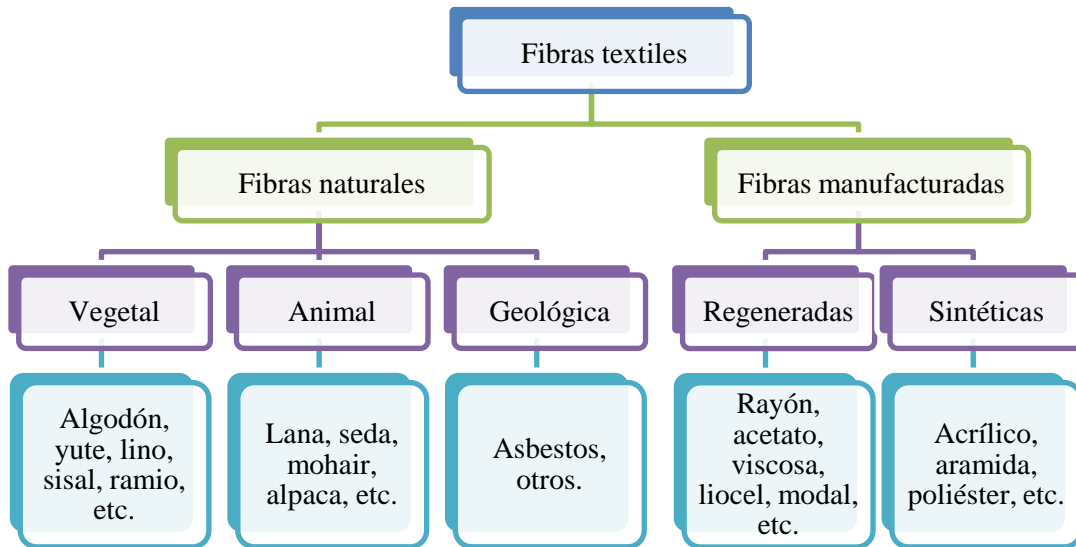 Fibras textiles
Fibras naturales
Fibras manufacturadas
Vegetal
Animal
Geológica
Regeneradas
Sintéticas
Algodón,
yute, lino,
sisal, ramio,
etc.
Lana, seda,
mohair,
alpaca, etc.
Asbestos,
otros.
Rayón,
acetato,
viscosa,
liocel, modal,
etc.
Acrílico,
aramida,
poliéster, etc.